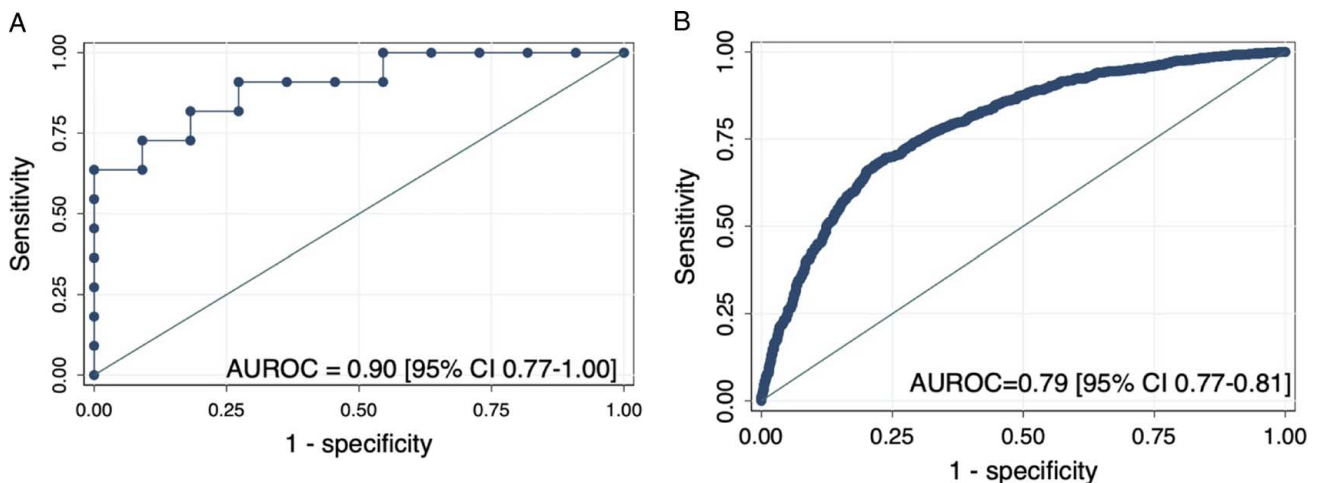 A
Sensitivity
1.00
0.75
0.50
0.25
0.00
AUROC = 0.90 [95% CI 0.77-1.00]
0.00 0.25 0.50 0.75 1.00
1 - specificity
B
Sensitivity
1.00
0.75
0.50
0.25
0.00
AUROC=0.79 [95% CI 0.77-0.81]
0.00 0.25 0.50 0.75 1.00
1 - specificity